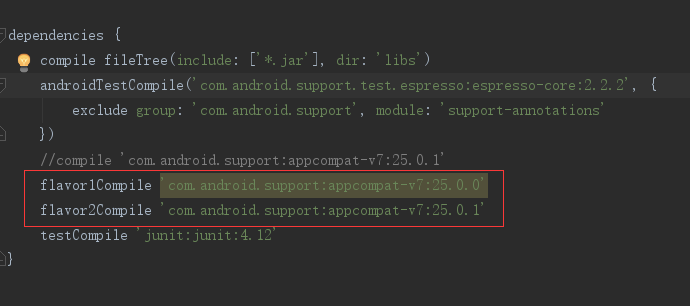 dependencies {
    compile fileTree(include: ['*.jar'], dir: 'libs')
    androidTestCompile('com.android.support.test.espresso:espresso-core:2.2.2', {
        exclude group: 'com.android.support', module: 'support-annotations'
    })
    //compile 'com.android.support:appcompat-v7:25.0.1'
    flavor1Compile 'com.android.support:appcompat-v7:25.0.0'
    flavor2Compile 'com.android.support:appcompat-v7:25.0.1'
    testCompile 'junit:junit:4.12'
}